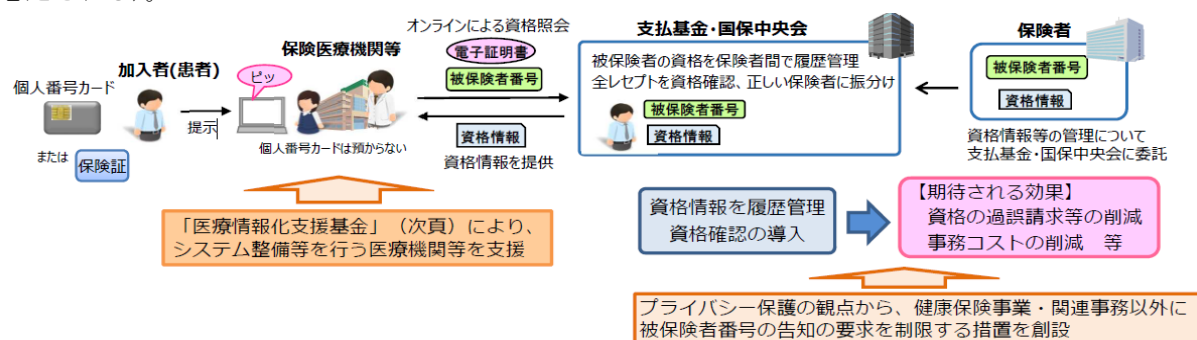 個人番号カード
または
保険証
加入者(患者)
提示
保険医療機関等
ピッ
個人番号カードは預からない
オンラインによる資格照会
電子証明書
被保険者番号
資格情報
資格情報を提供
支払基金・国保中央会
被保険者の資格を保険者間で履歴管理
全レセプトを資格確認、正しい保険者に振分け
被保険者番号
資格情報
保険者
被保険者番号
資格情報
資格情報等の管理について
支払基金・国保中央会に委託
「医療情報化支援基金」（次頁）により、
システム整備等を行う医療機関等を支援
資格情報を履歴管理
資格確認の導入
【期待される効果】
資格の過誤請求等の削減
事務コストの削減　等
プライバシー保護の観点から、健康保険事業・関連事務以外に
被保険者番号の告知の要求を制限する措置を創設